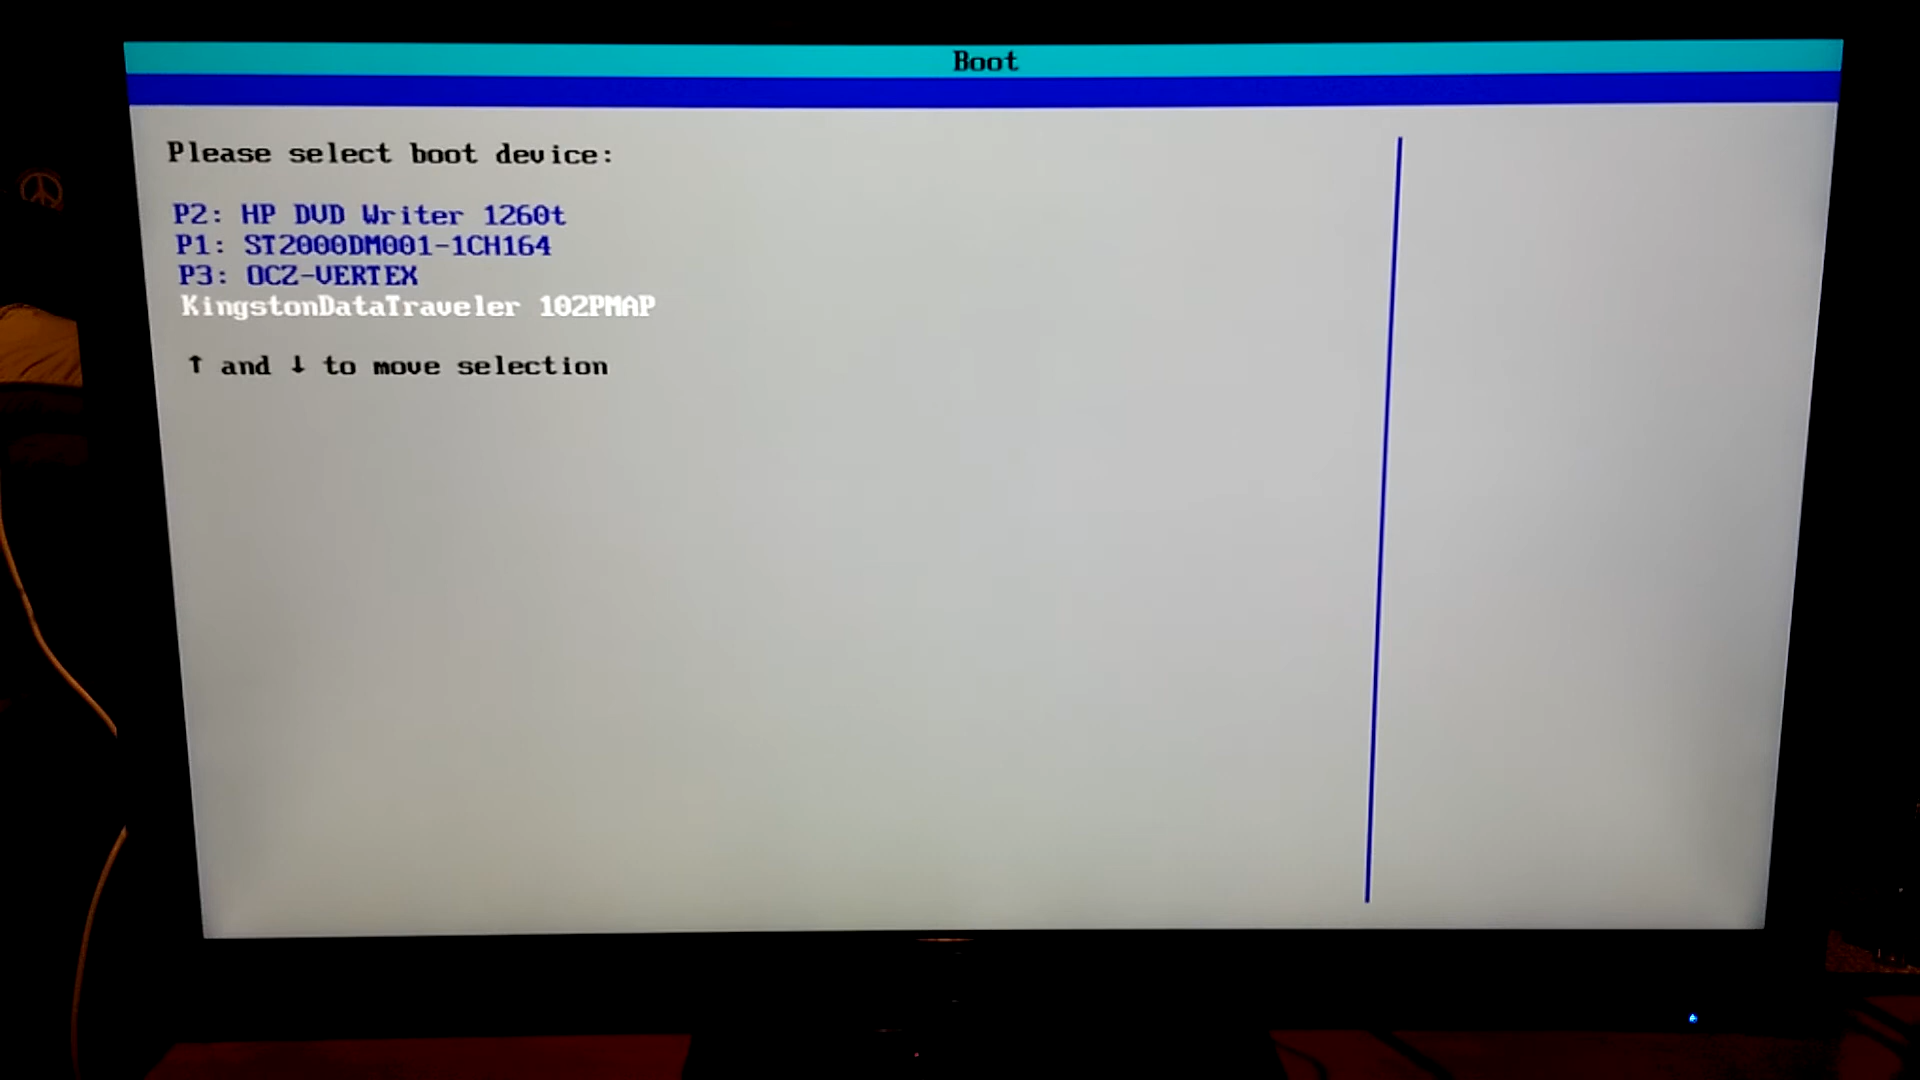 Boot
Please select boot device:
P2: HP DVD Writer 1260t
P1: ST2000DM001-1CH164
P3: OCZ-VERTEX
KingstonDataTraveler 102PMAP
↑ and ↓ to move selection